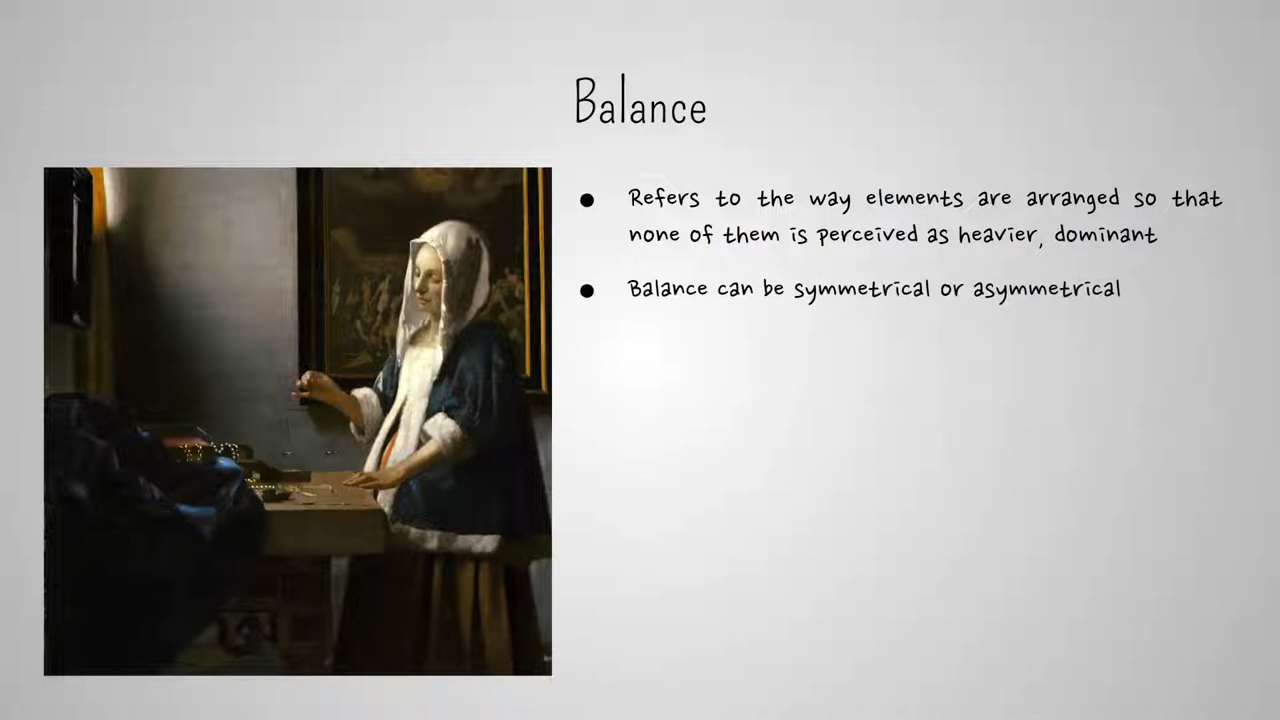 Balance
● Refers to the way elements are arranged so that
none of them is perceived as heavier, dominant
● Balance can be symmetrical or asymmetrical